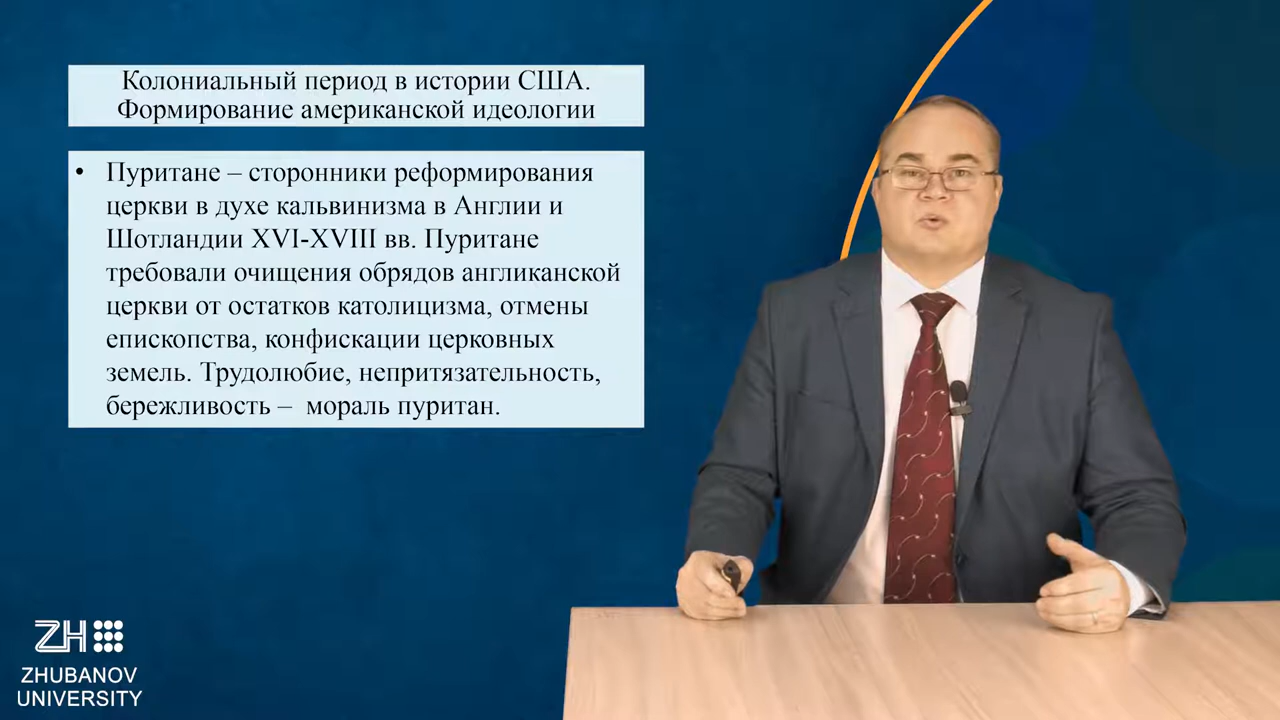 Колониальный период в истории США.
Формирование американской идеологии
• Пуритане – сторонники реформирования
церкви в духе кальвинизма в Англии и
Шотландии XVI-XVIII вв. Пуритане
требовали очищения обрядов англиканской
церкви от остатков католицизма, отмены
епископства, конфискации церковных
земель. Трудолюбие, непритязательность,
бережливость – мораль пуритан.
ZH
ZHUBANOV
UNIVERSITY